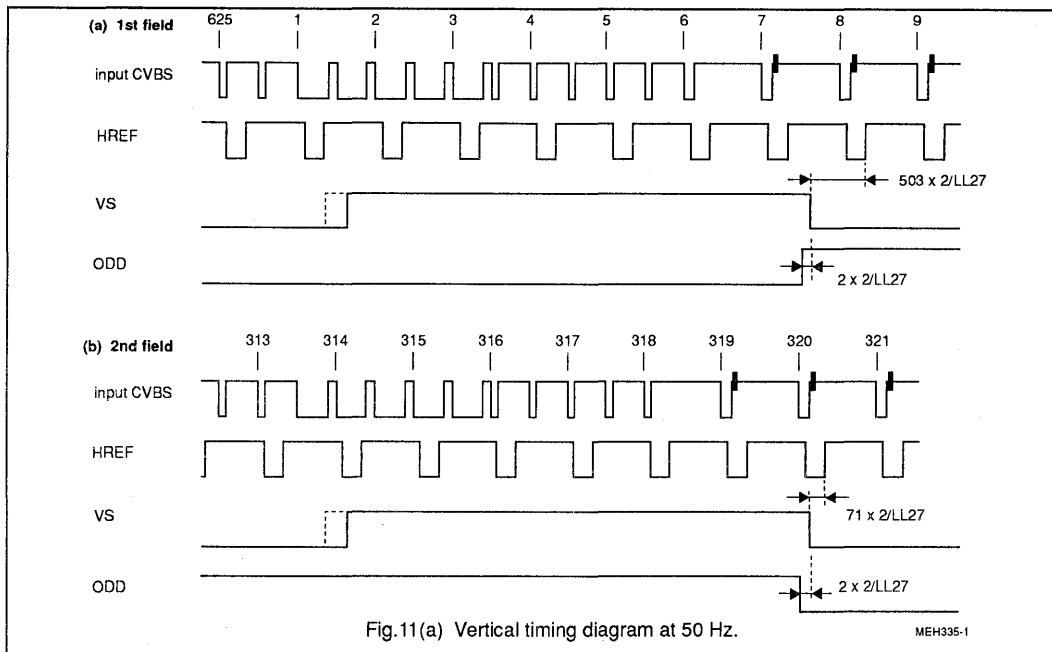 (a) 1st field
625 1 2 3 4 5 6 7 8 9
input CVBS
HREF
503 x 2/LL27
VS
ODD
2 x 2/LL27
(b) 2nd field
313 314 315 316 317 318 319 320 321
input CVBS
HREF
VS
71 x 2/LL27
ODD
2 x 2/LL27
Fig.11(a) Vertical timing diagram at 50 Hz.
MEH335-1